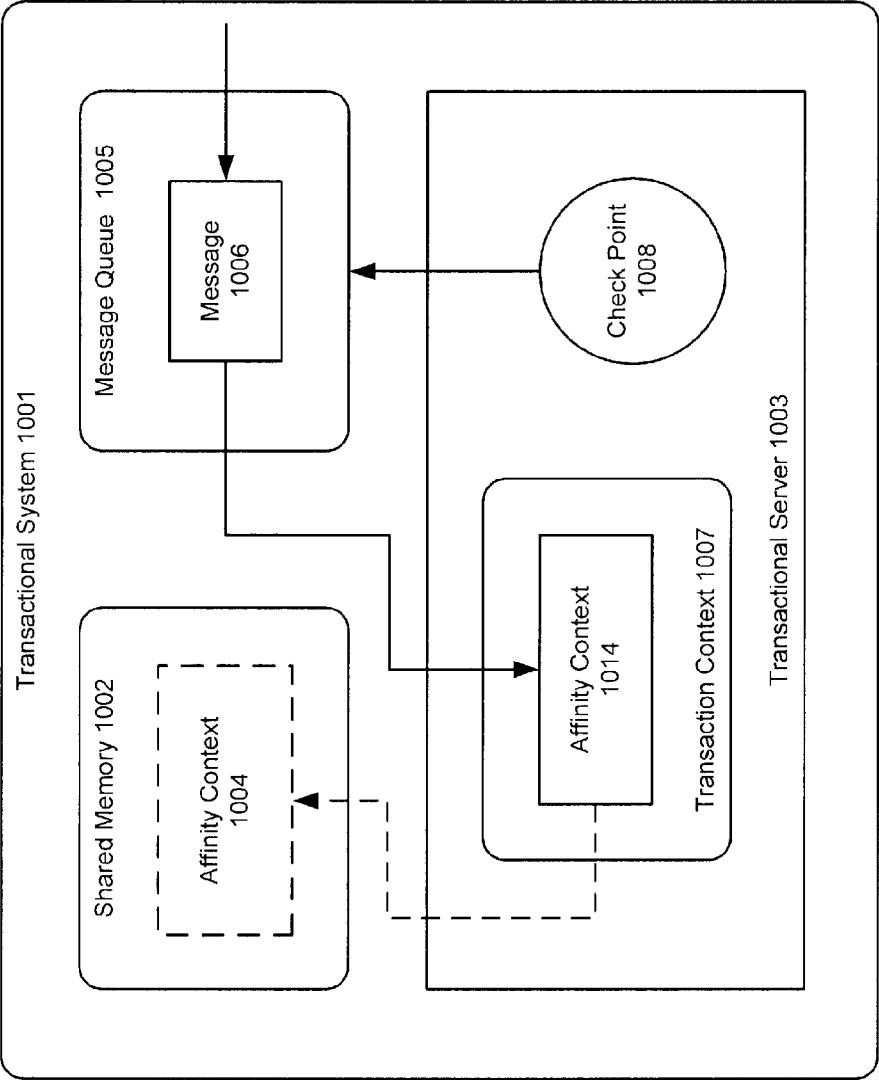 Transactional System 1001
Shared Memory 1002
Affinity Context
1004
Message Queue 1005
Message
1006
Affinity Context
1014
Transaction Context 1007
Check Point
1008
Transactional Server 1003